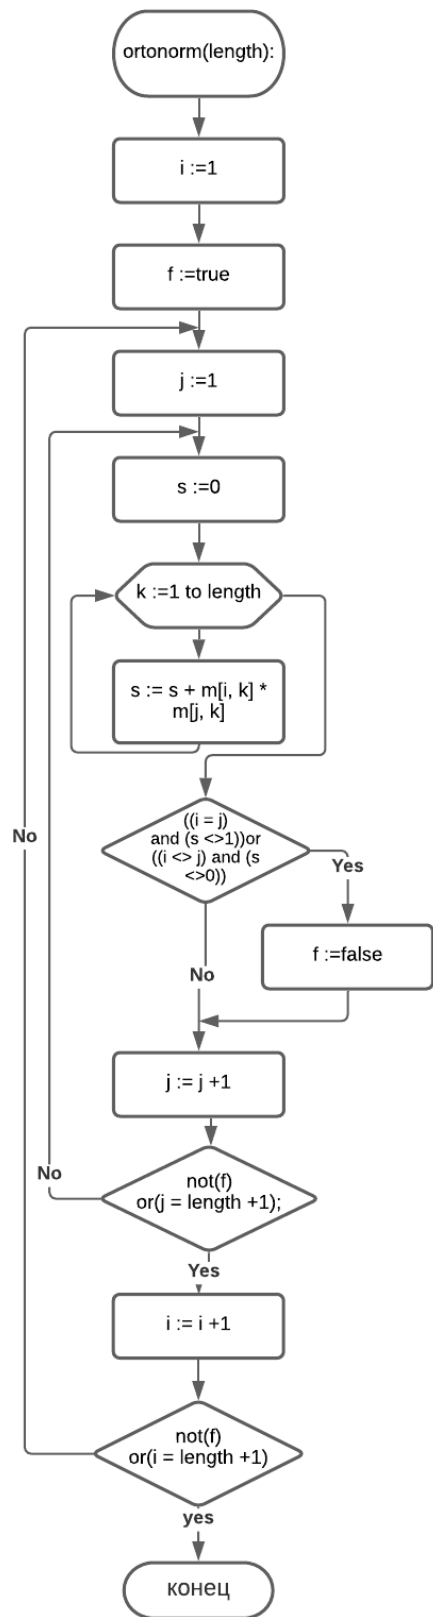 ortonorm(length):
i :=1
f :=true
j :=1
s :=0
k :=1 to length
s := s + m[i, k] *
m[j, k]
((i = j)
and (s <>1))or
((i <> j) and (s
<>0))
Yes
No
f :=false
No
j := j +1
not(f)
or(j = length +1);
No
Yes
i := i +1
not(f)
or(i = length +1)
yes
конец